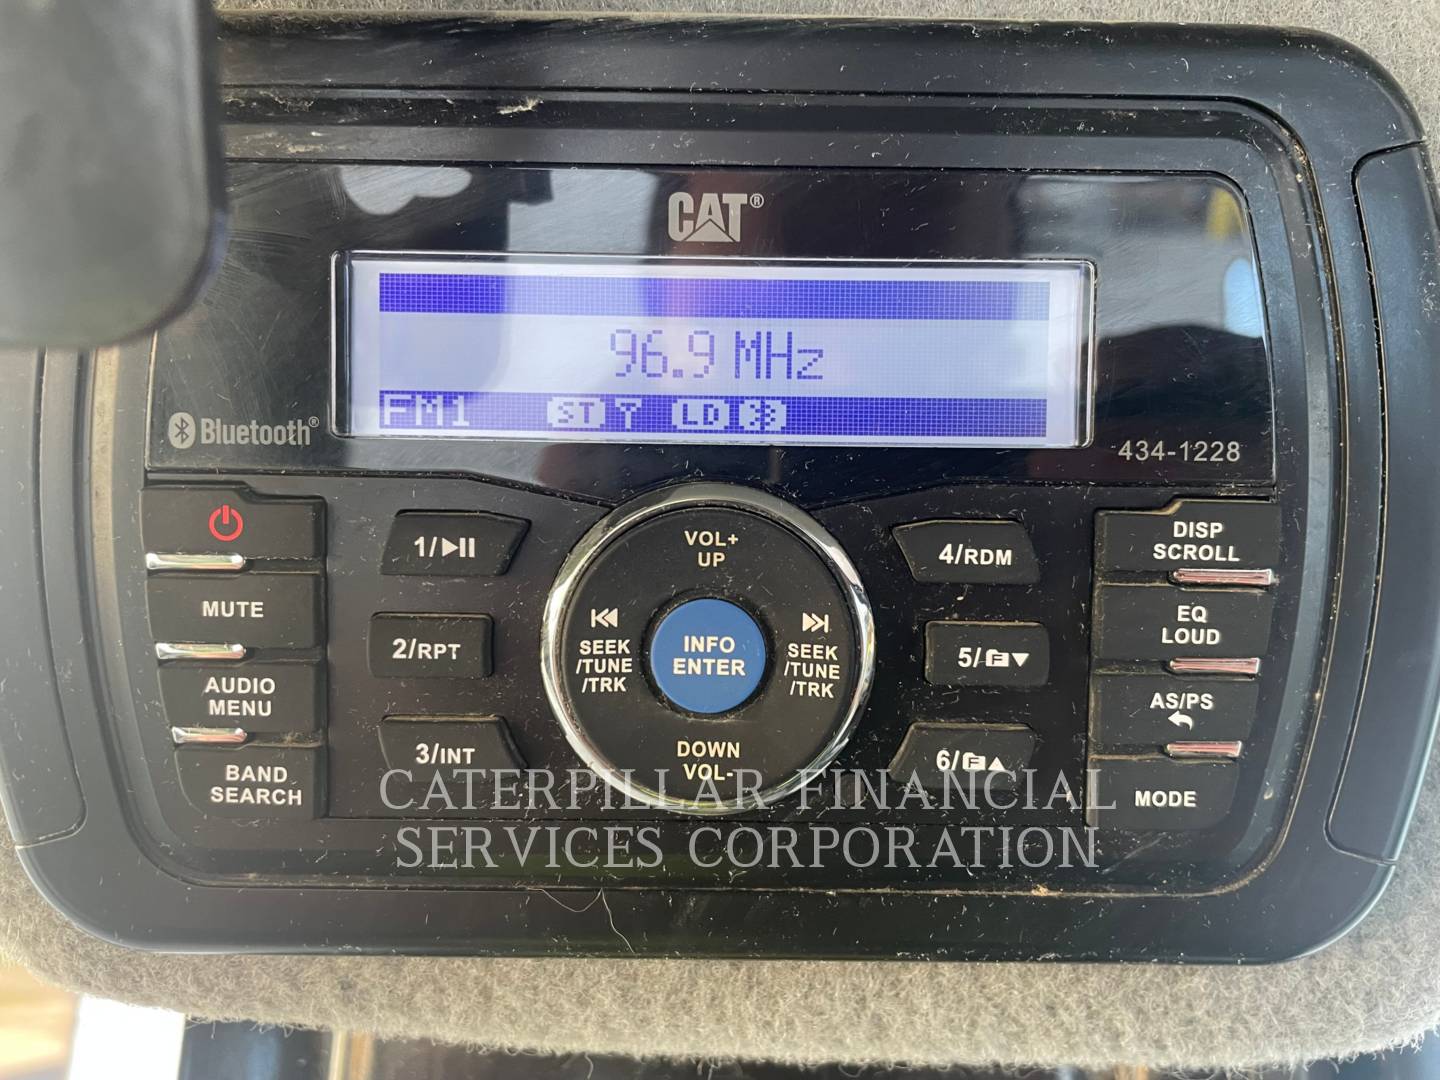 CAT®
96.9 MHz
FM1 ST LD
Bluetooth®
434-1228
MUTE
AUDIO
MENU
BAND
SEARCH
1/
2/RPT
3/INT
VOL+
UP
SEEK
/TUNE
/TRK
INFO
ENTER
SEEK
/TUNE
/TRK
DOWN
VOL-
4/RDM
5/
6/
DISP
SCROLL
EQ
LOUD
AS/PS
MODE
CATERPILLAR FINANCIAL
SERVICES CORPORATION